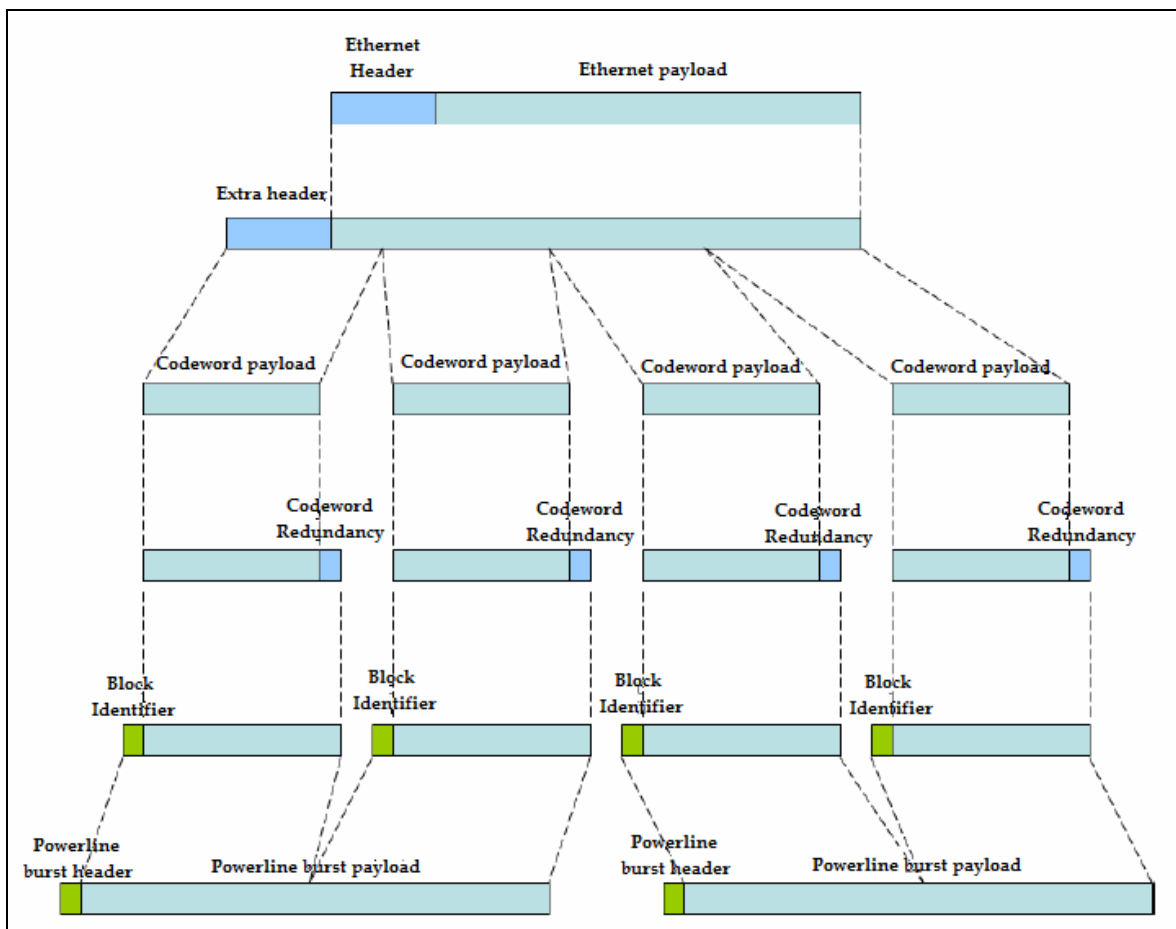 Ethernet
Header
Ethernet payload
Extra header
Codeword payload
Codeword payload
Codeword payload
Codeword payload
Codeword
Redundancy
Codeword
Redundancy
Codeword
Redundancy
Codeword
Redundancy
Block
Identifier
Block
Identifier
Block
Identifier
Block
Identifier
Powerline
burst header
Powerline burst payload
Powerline
burst header
Powerline burst payload